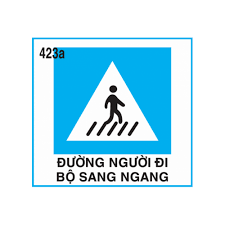 423a
ĐƯỜNG NGƯỜI ĐI
BỘ SANG NGANG